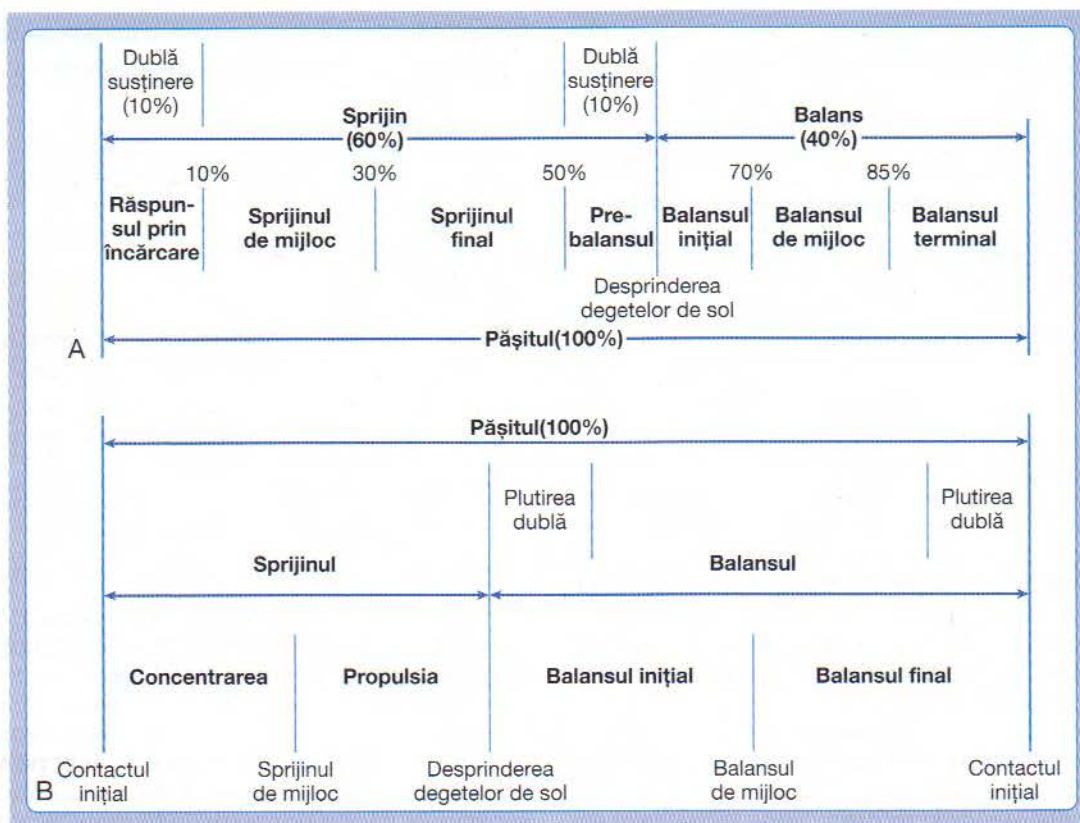 Dublă
susținere
(10%)
Dublă
susținere
(10%)
Sprijin
(60%)
Balans
(40%)
10%
30%
50%
70%
85%
Răspun-
sul prin
încărcare
Sprijinul
de mijloc
Sprijinul
final
Pre-
balansul
Balansul
inițial
Balansul
de mijloc
Balansul
terminal
Desprinderea
degetelor de sol
A
Pășitul(100%)
Pășitul(100%)
Plutirea
dublă
Plutirea
dublă
Sprijinul
Balansul
Concentrarea
Propulsia
Balansul inițial
Balansul final
B
Contactul
inițial
Sprijinul
de mijloc
Desprinderea
degetelor de sol
Balansul
de mijloc
Contactul
inițial